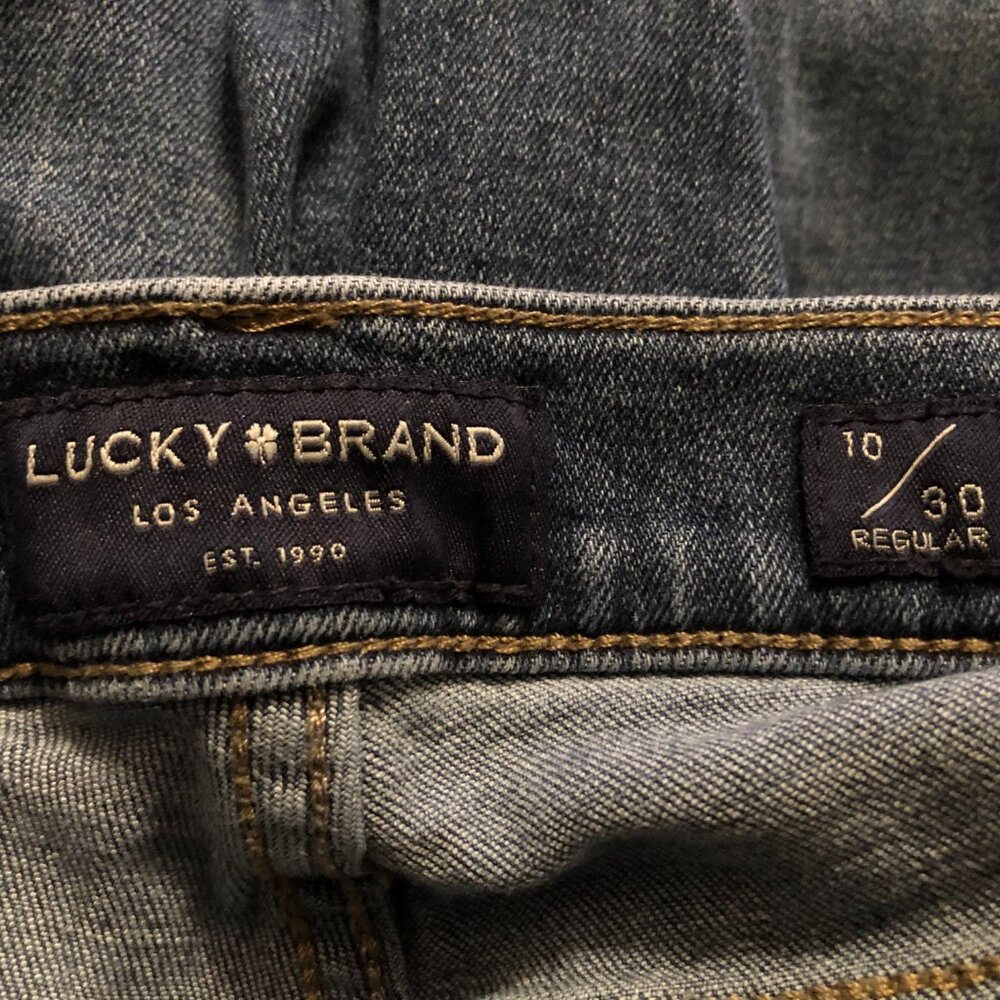 LUCKY BRAND
LOS ANGELES
EST. 1990
10/30
REGULAR